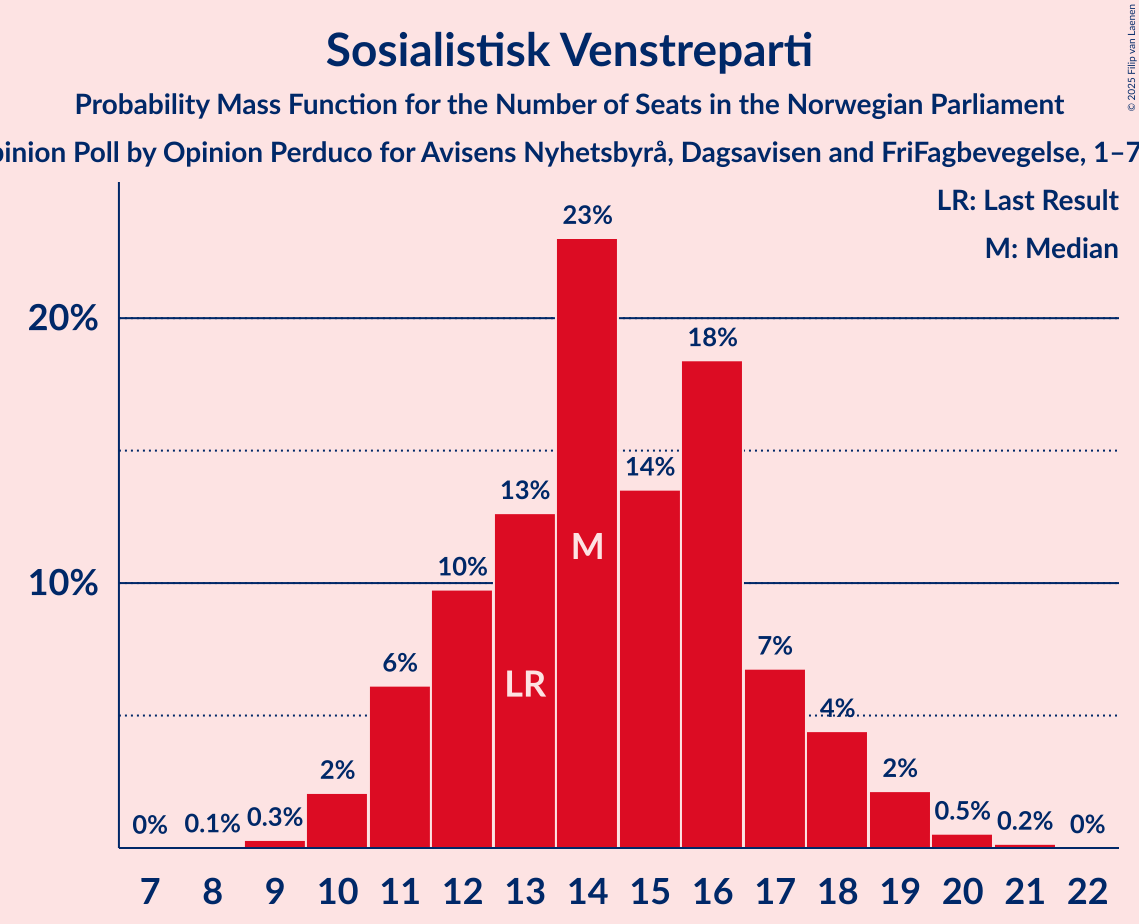 © 2025 Filip van Laenen
Sosialistisk Venstreparti
Probability Mass Function for the Number of Seats in the Norwegian Parliament
Opinion Poll by Opinion Perduco for Avisens Nyhetsbyrå, Dagsavisen and FriFagbevegelse, 1–7
LR: Last Result
M: Median
23%
20%
18%
14%
13%
M
10%
10%
7%
6%
LR
4%
2%
2%
0%
0.1%
0.3%
0.5%
0.2%
0%
7 8 9 10 11 12 13 14 15 16 17 18 19 20 21 22